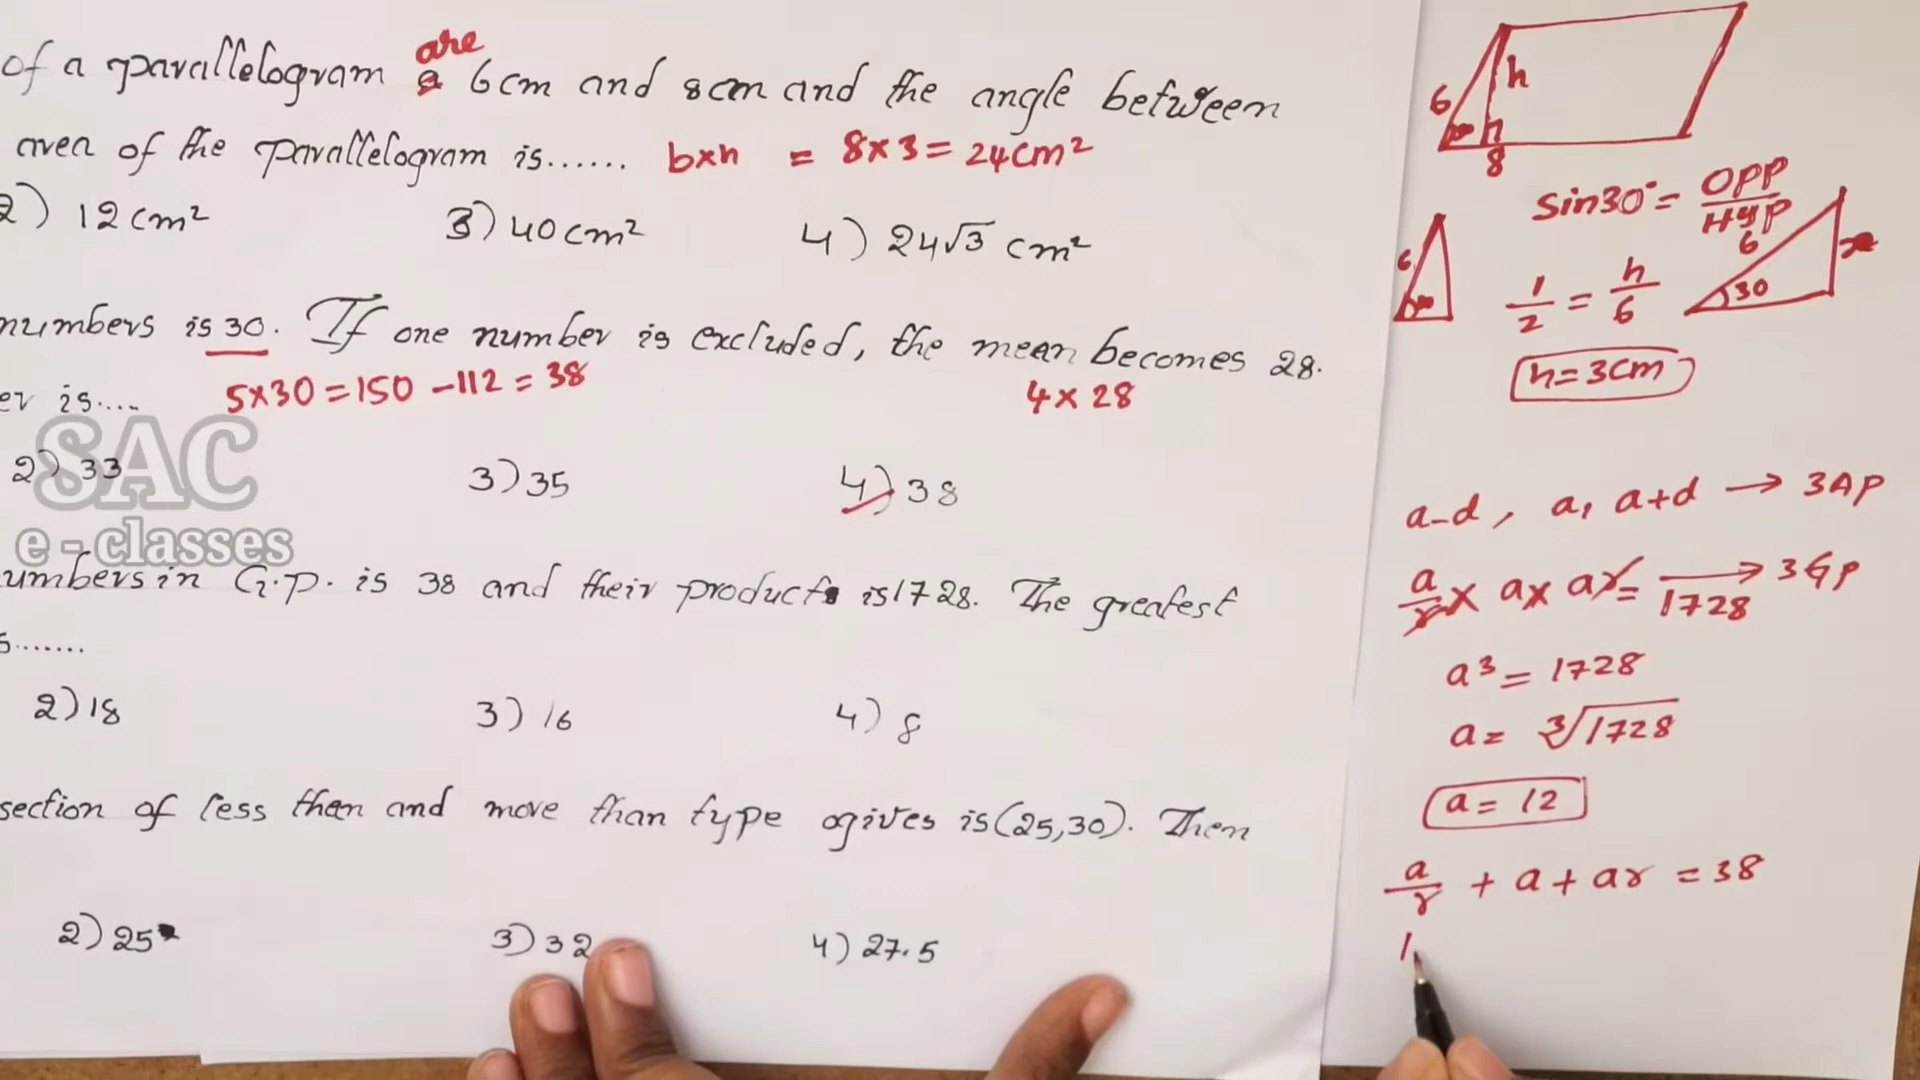 of a parallelogram are 6cm and 8cm and the angle between
area of the parallelogram is...... b×h = 8×3 = 24cm²
2) 12cm² 3) 40cm² 4) 24√3 cm²
numbers is 30. If one number is excluded, the mean becomes 28.
er is.... 5×30 = 150 - 112 = 38 4 × 28
2) 33 3) 35 4) 38
SAC
e - classes
umbers in G.P. is 38 and their product is 1728. The greatest
s.......
2) 18 3) 16 4) 8
section of less then and more than type ogives is (25,30). Then
2) 25 3) 32 4) 27.5
6 h
8
Sin30° = OPP/HYP
6 6
30
1/2 = h/6
h=3cm
a-d, a, a+d → 3AP
a/r × a× ar = 1728 → 3GP
a³ = 1728
a = ∛1728
a = 12
a/r + a + ar = 38
1